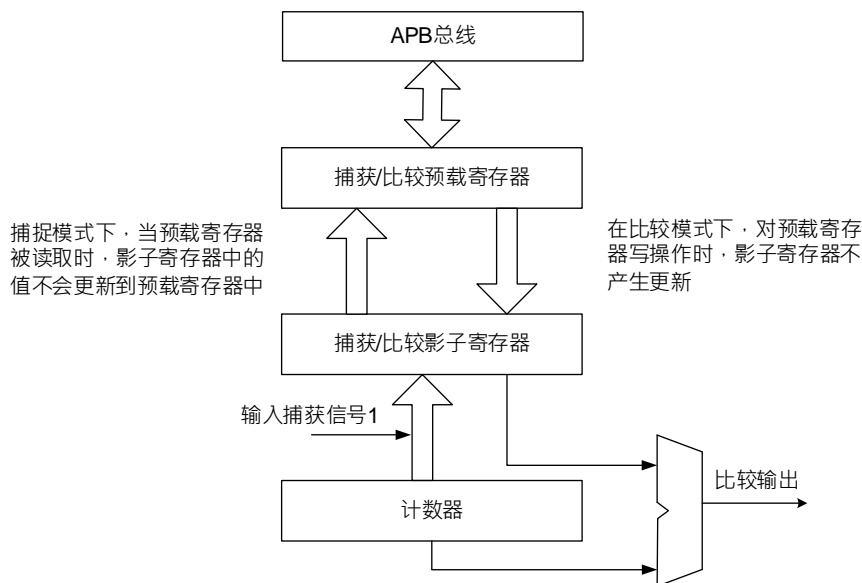 APB总线
捕获/比较预载寄存器
捕捉模式下，当预载寄存器
被读取时，影子寄存器中的
值不会更新到预载寄存器中
在比较模式下，对预载寄存
器写操作时，影子寄存器不
产生更新
捕获/比较影子寄存器
输入捕获信号1
计数器
比较输出